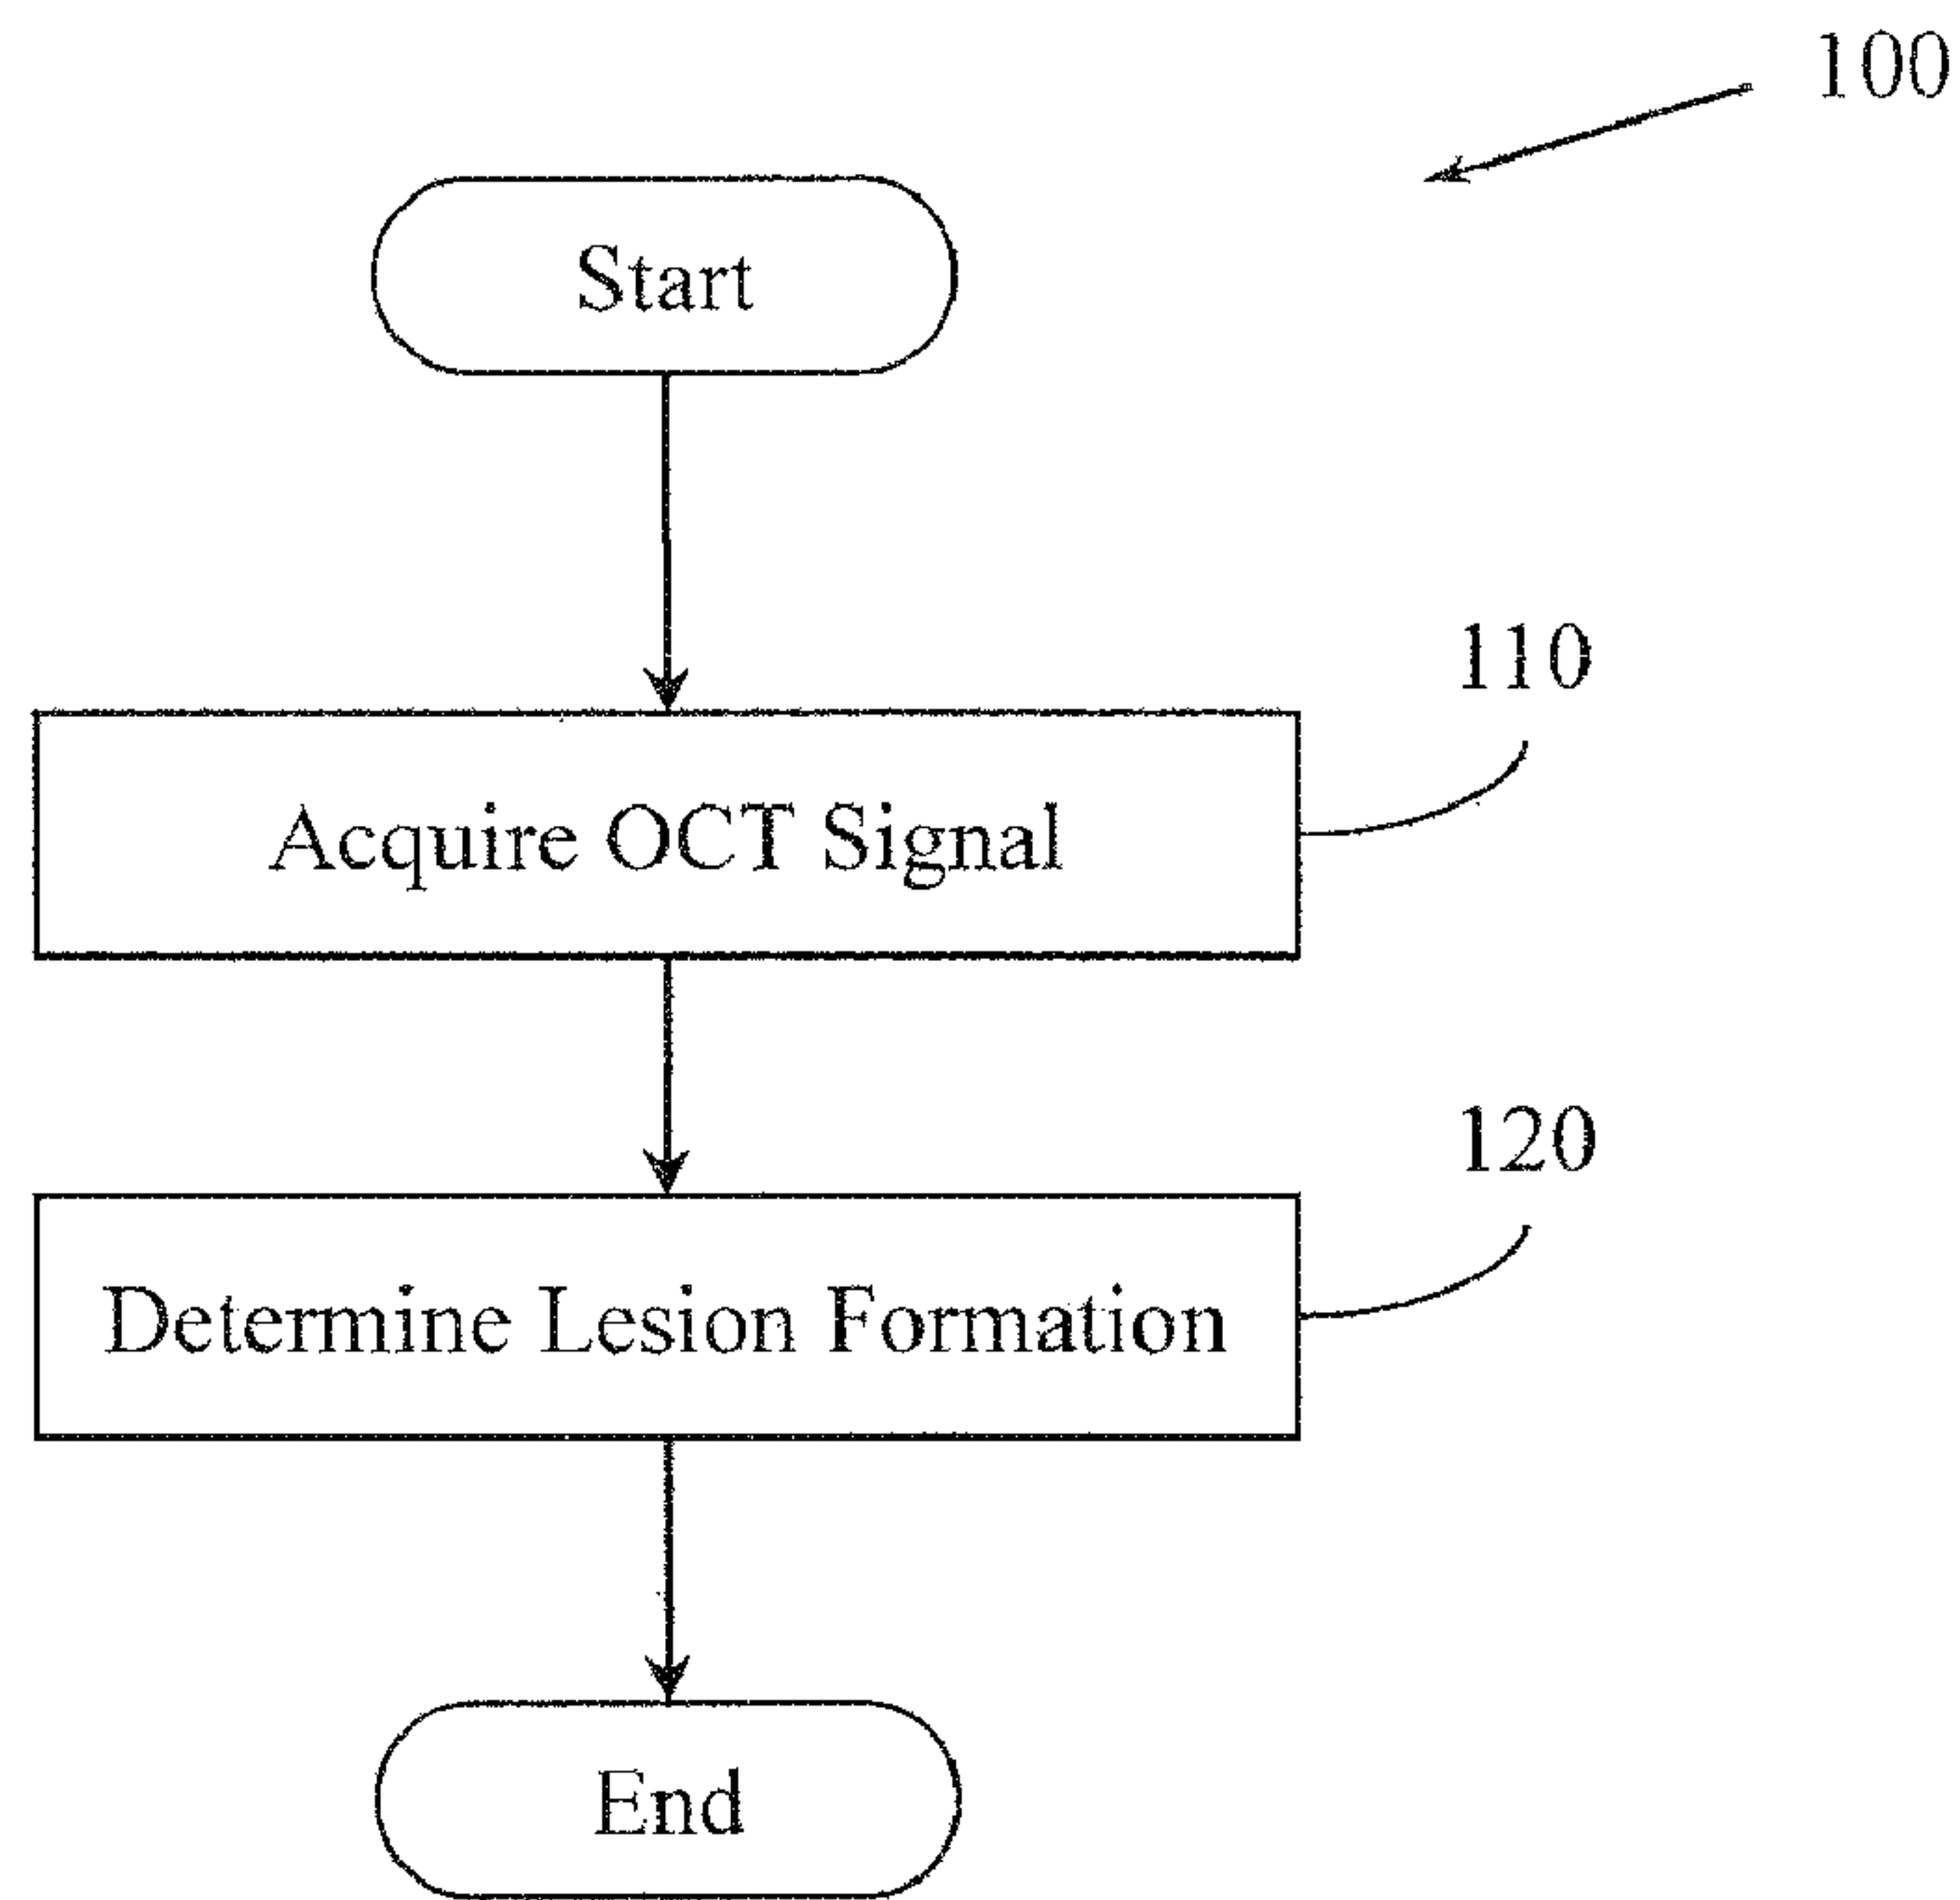 100
Start
110
Acquire OCT Signal
120
Determine Lesion Formation
End